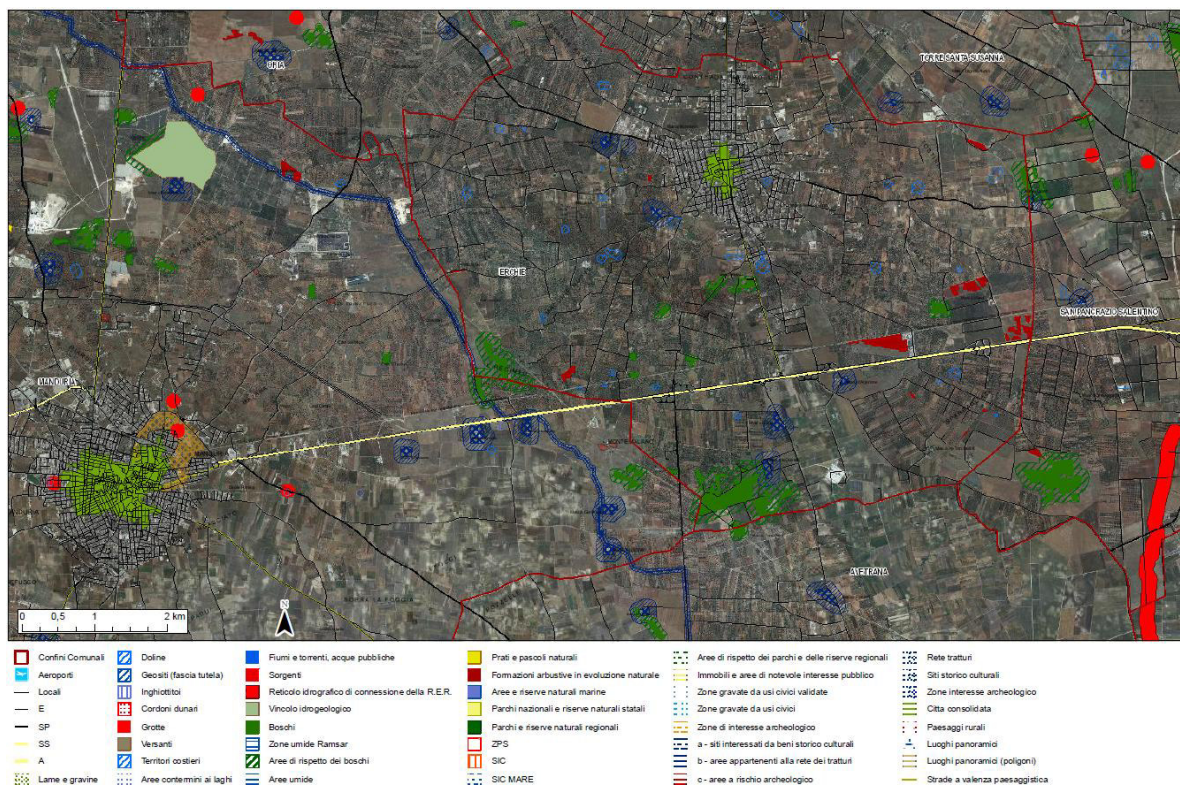 TORRE SANTA SUSANNA
ORIA
ERCHIE
SAN PANCRAZIO SALENTINO
MANDURIA
AVETRANA
N
0 0,5 1 2 km
Confini Comunali
Aeroporti
Locali
E
SP
SS
A
Lame e gravine
Doline
Geositi (fascia tutela)
Inghiottitoi
Cordoni dunari
Grotte
Versanti
Territori costieri
Aree contermini ai laghi
Fiumi e torrenti, acque pubbliche
Sorgenti
Reticolo idrografico di connessione della R.E.R.
Vincolo idrogeologico
Boschi
Zone umide Ramsar
Aree di rispetto dei boschi
Aree umide
Prati e pascoli naturali
Formazioni arbustive in evoluzione naturale
Aree e riserve naturali marine
Parchi nazionali e riserve naturali statali
Parchi e riserve naturali regionali
ZPS
SIC
SIC MARE
Aree di rispetto dei parchi e delle riserve regionali
Immobili e aree di notevole interesse pubblico
Zone gravate da usi civici validate
Zone gravate da usi civici
Zone di interesse archeologico
a - siti interessati da beni storico culturali
b - aree appartenenti alla rete dei tratturi
c - aree a rischio archeologico
Rete tratturi
Siti storico culturali
Zone interesse archeologico
Citta consolidata
Paesaggi rurali
Luoghi panoramici
Luoghi panoramici (poligoni)
Strade a valenza paesaggistica